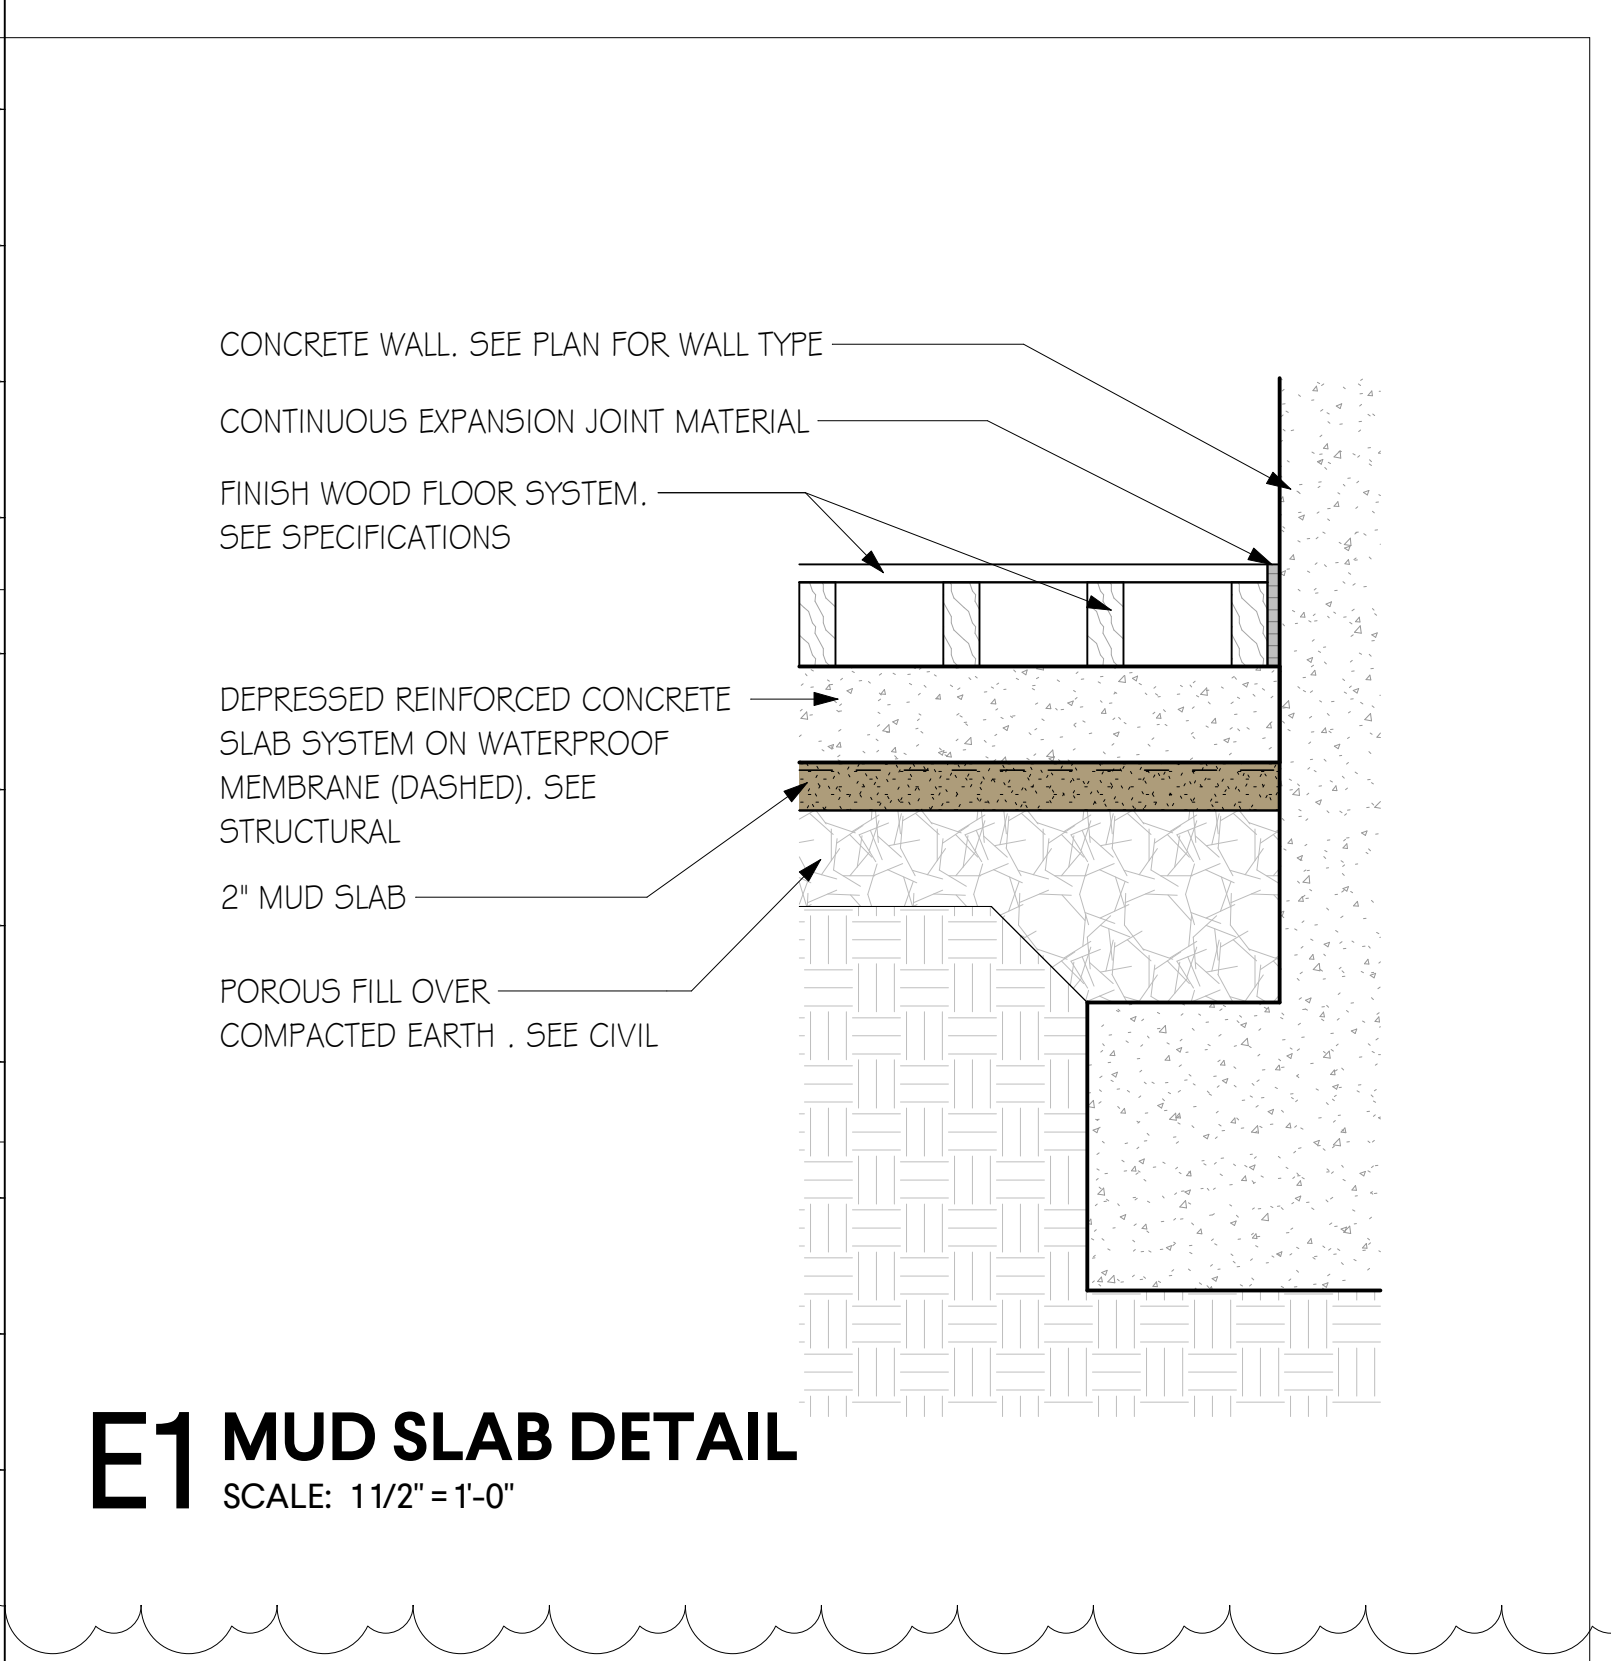 CONCRETE WALL. SEE PLAN FOR WALL TYPE
CONTINUOUS EXPANSION JOINT MATERIAL
FINISH WOOD FLOOR SYSTEM.
SEE SPECIFICATIONS
DEPRESSED REINFORCED CONCRETE
SLAB SYSTEM ON WATERPROOF
MEMBRANE (DASHED). SEE
STRUCTURAL
2" MUD SLAB
POROUS FILL OVER
COMPACTED EARTH . SEE CIVIL
E1 MUD SLAB DETAIL
SCALE: 1 1/2" = 1'-0"